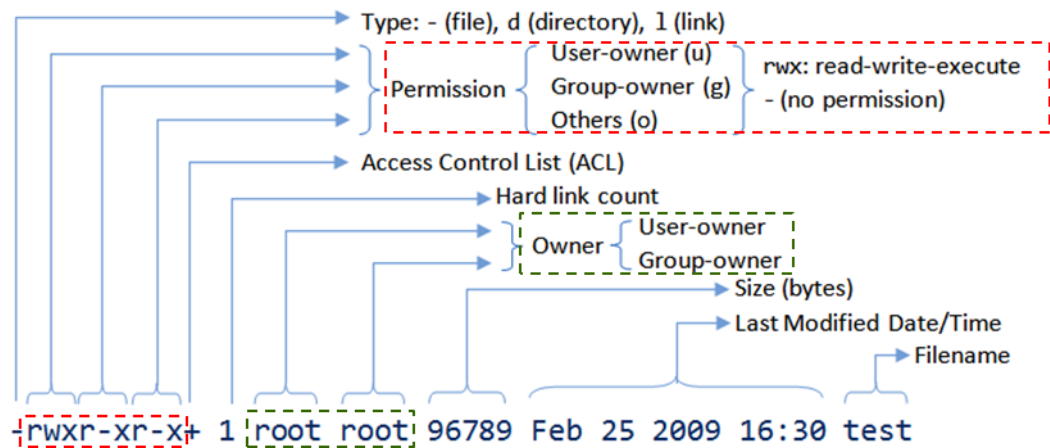 Type: - (file), d (directory), l (link)
User-owner (u)
Permission
Group-owner (g)
Others (o)
rwx: read-write-execute
- (no permission)
Access Control List (ACL)
Hard link count
User-owner
Owner
Group-owner
Size (bytes)
Last Modified Date/Time
Filename
-rwxr-xr-x+ 1 root root 96789 Feb 25 2009 16:30 test